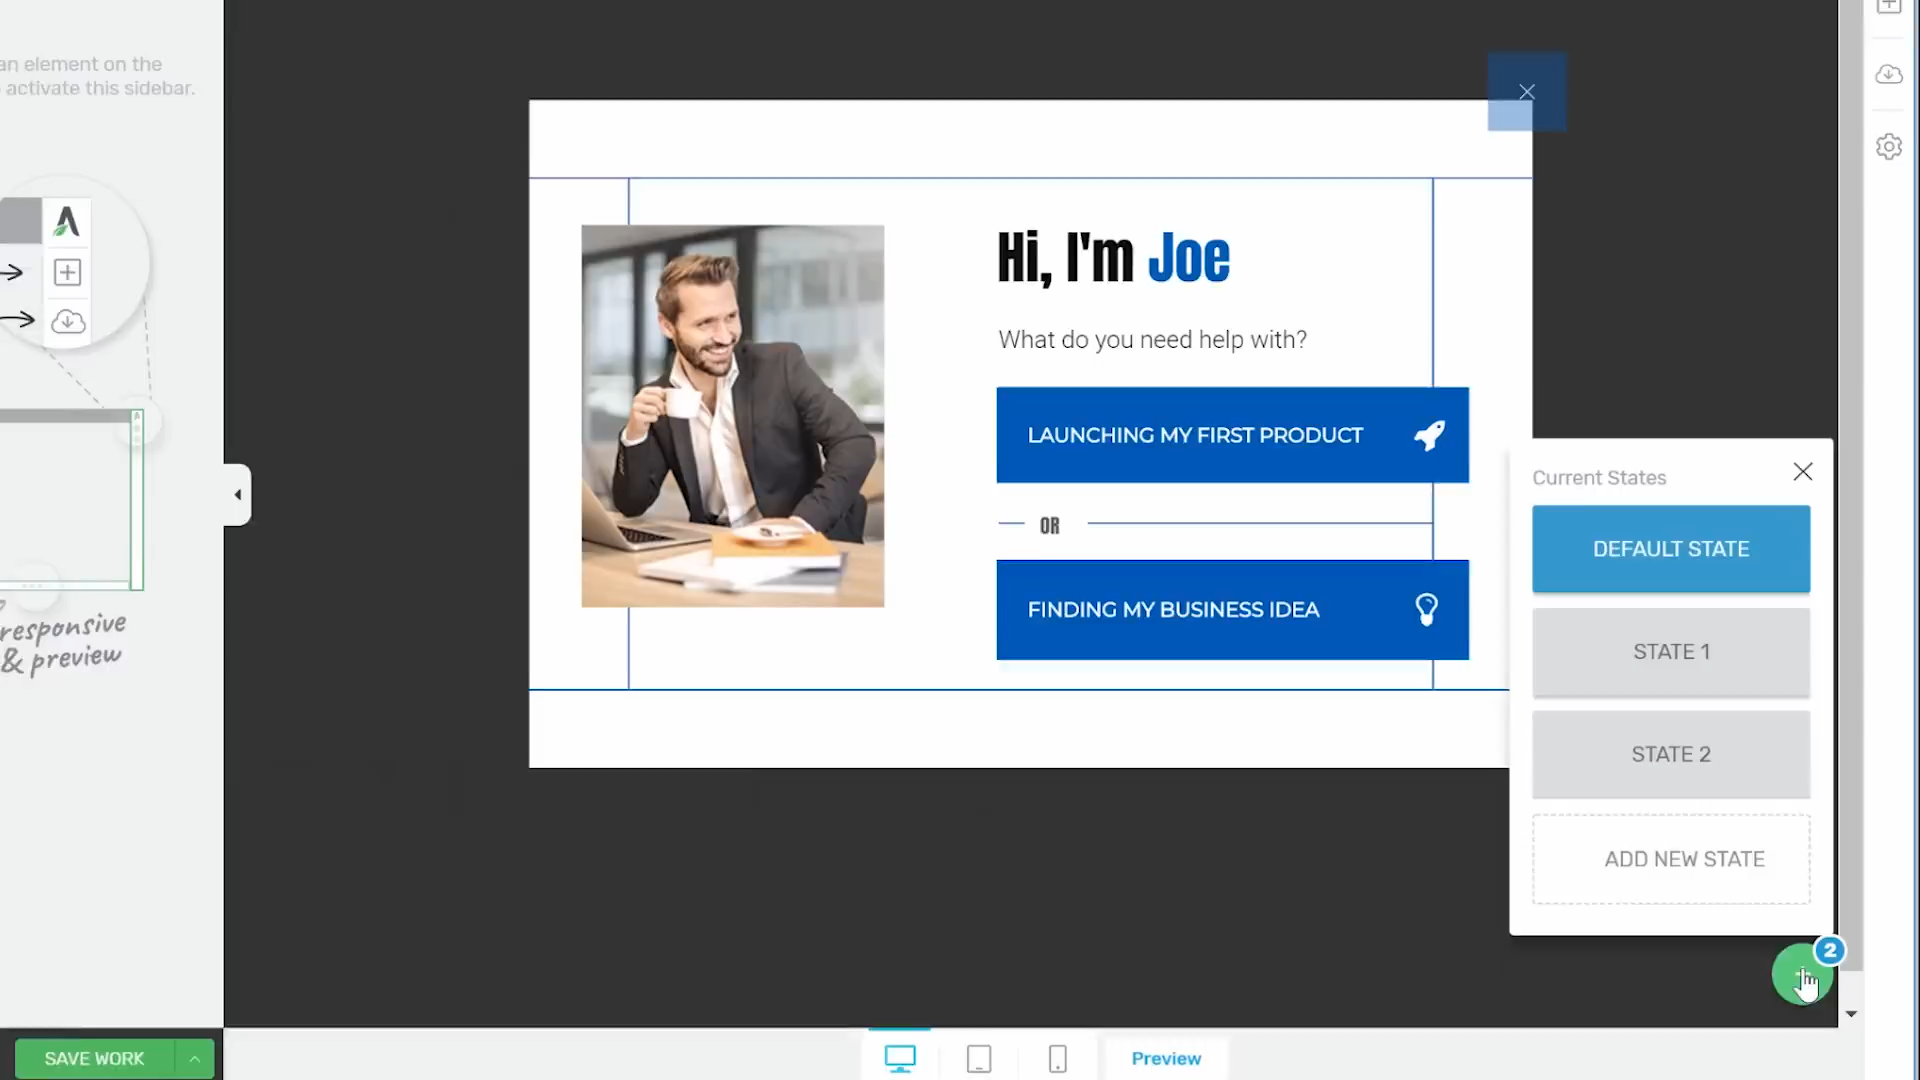 an element on the
activate this sidebar.
responsive
& preview
Hi, I'm Joe
What do you need help with?
LAUNCHING MY FIRST PRODUCT
OR
FINDING MY BUSINESS IDEA
Current States
DEFAULT STATE
STATE 1
STATE 2
ADD NEW STATE
2
SAVE WORK
Preview